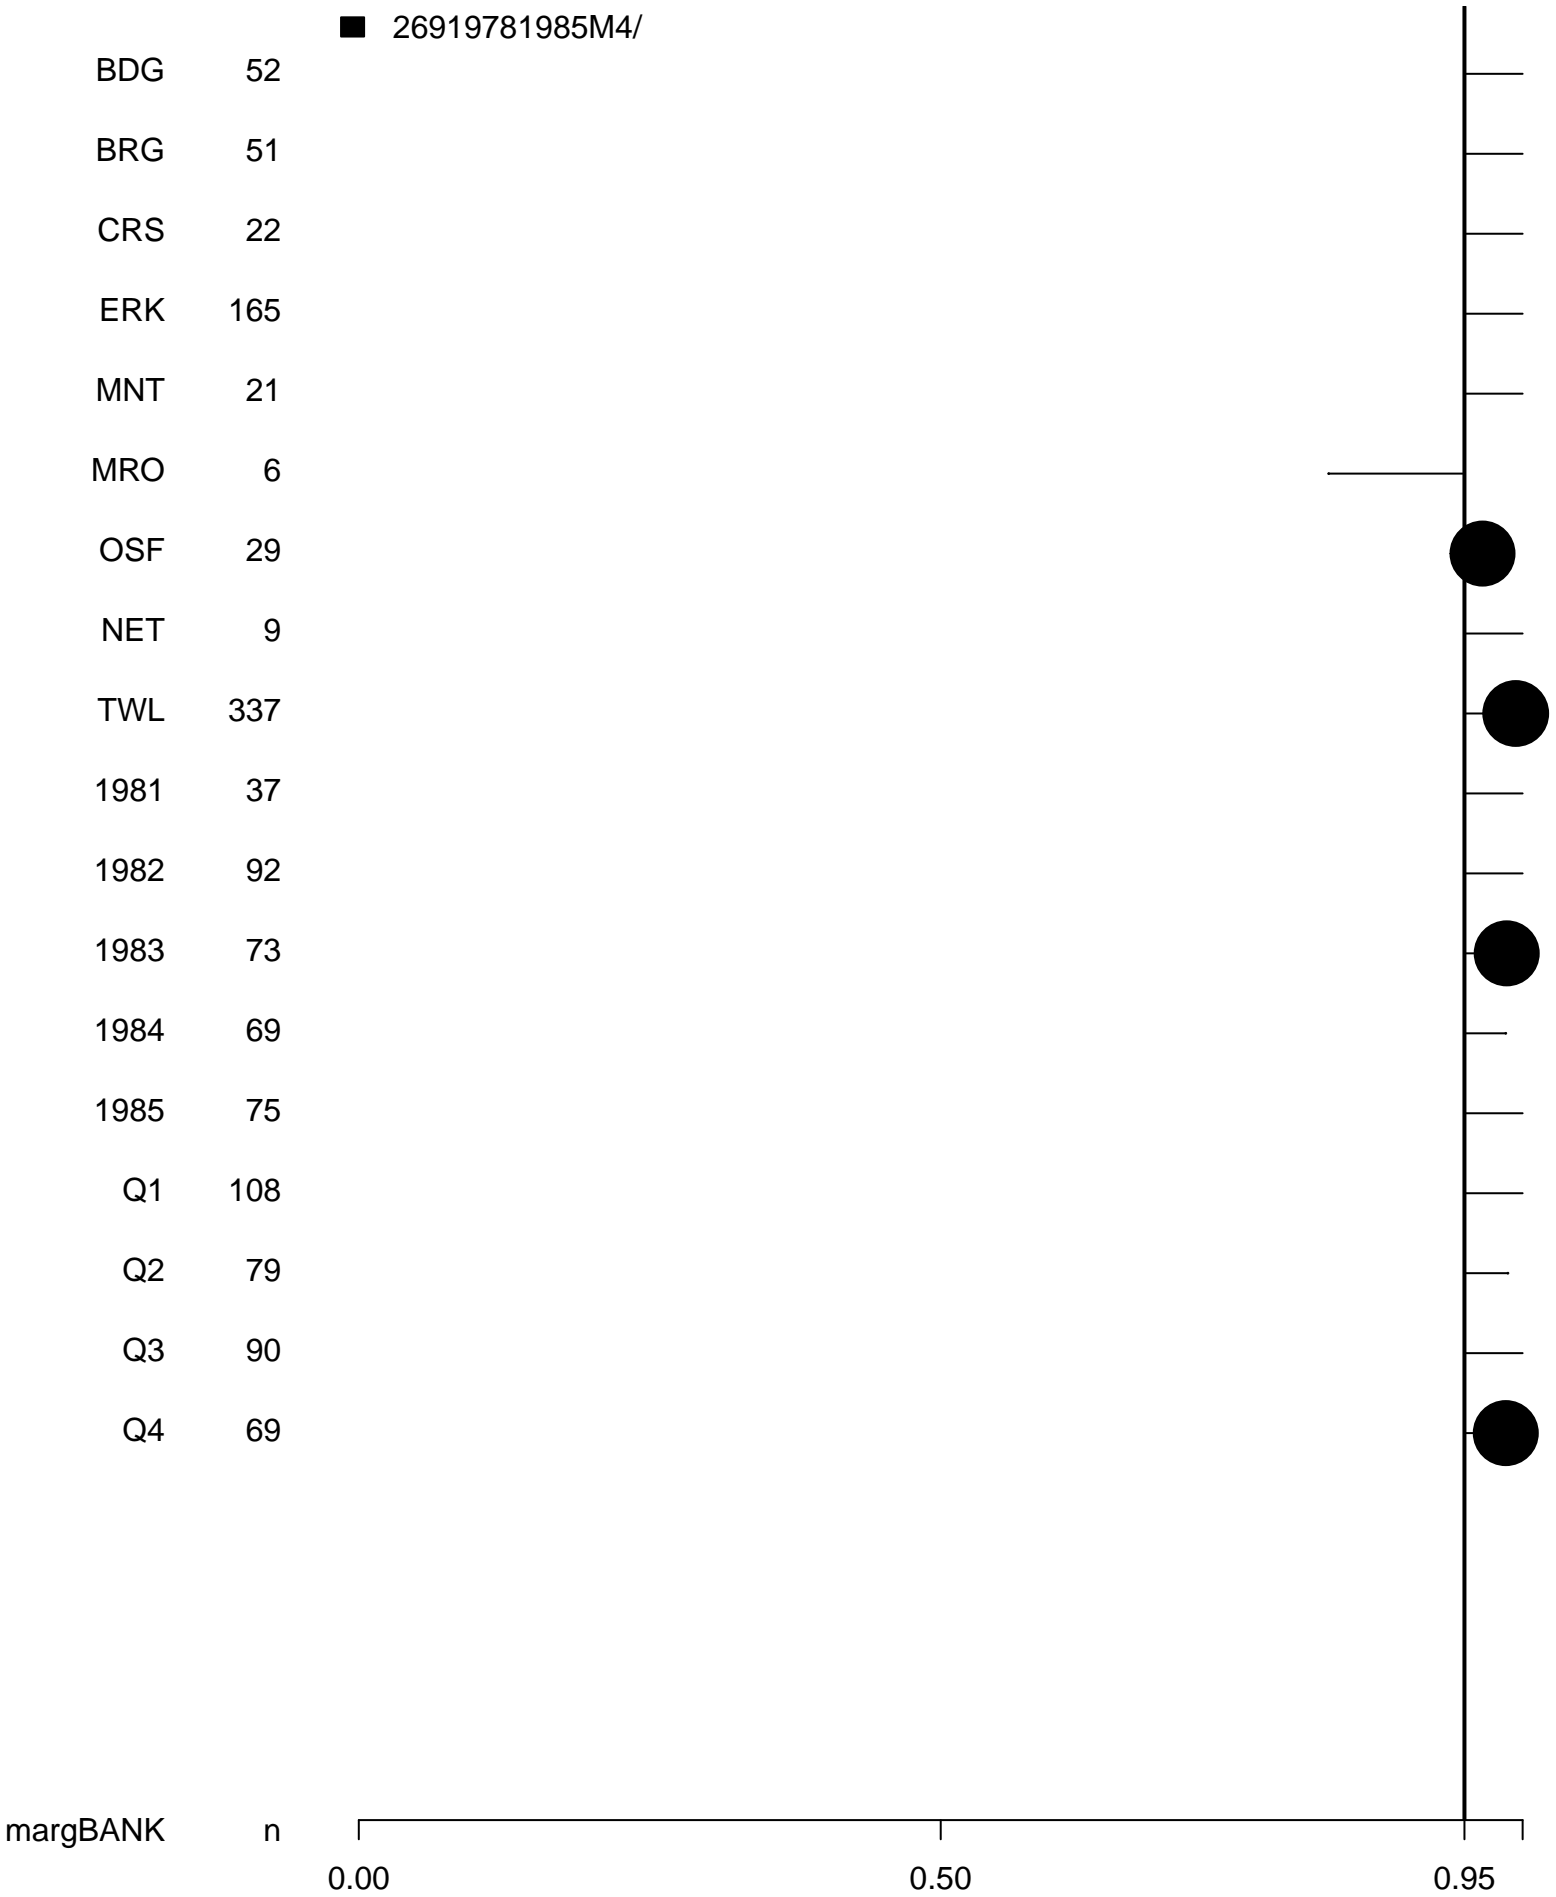 26919781985M4/
BDG 52
BRG 51
CRS 22
ERK 165
MNT 21
MRO 6
OSF 29
NET 9
TWL 337
1981 37
1982 92
1983 73
1984 69
1985 75
Q1 108
Q2 79
Q3 90
Q4 69
margBANK n
0.00 0.50 0.95